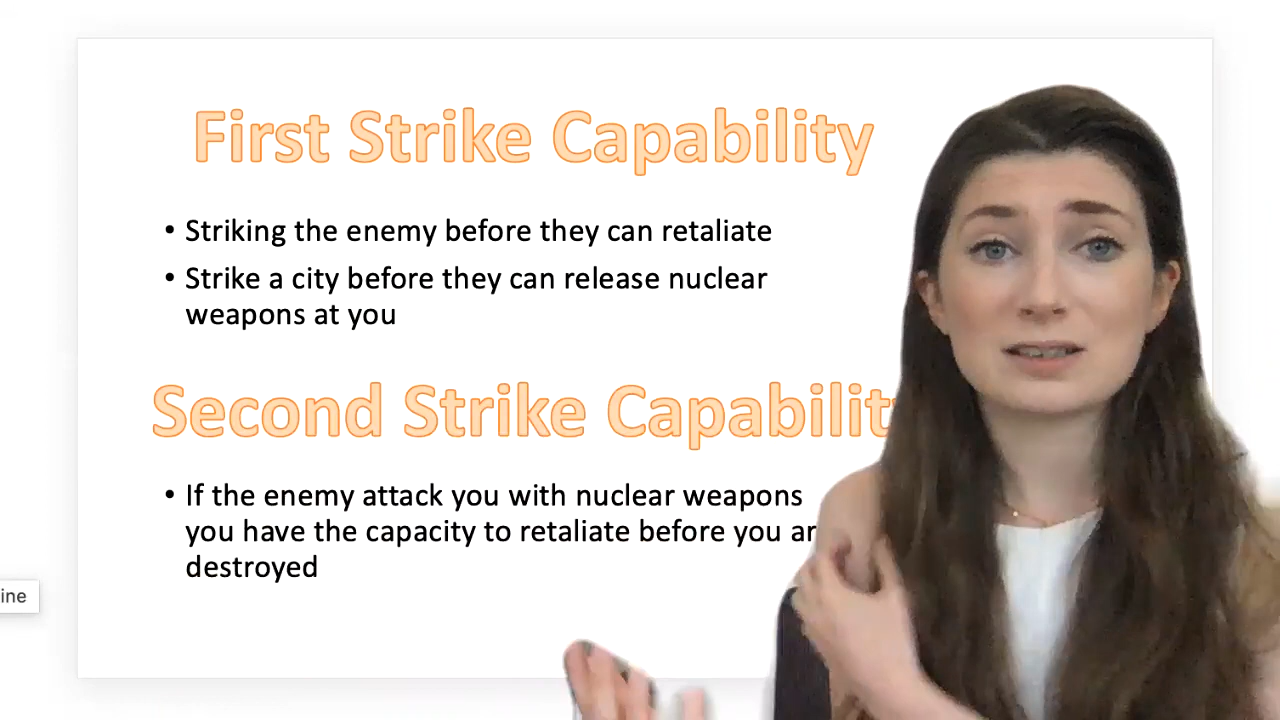 First Strike Capability
• Striking the enemy before they can retaliate
• Strike a city before they can release nuclear
weapons at you
Second Strike Capabilit
• If the enemy attack you with nuclear weapons
you have the capacity to retaliate before you ar
destroyed
ine